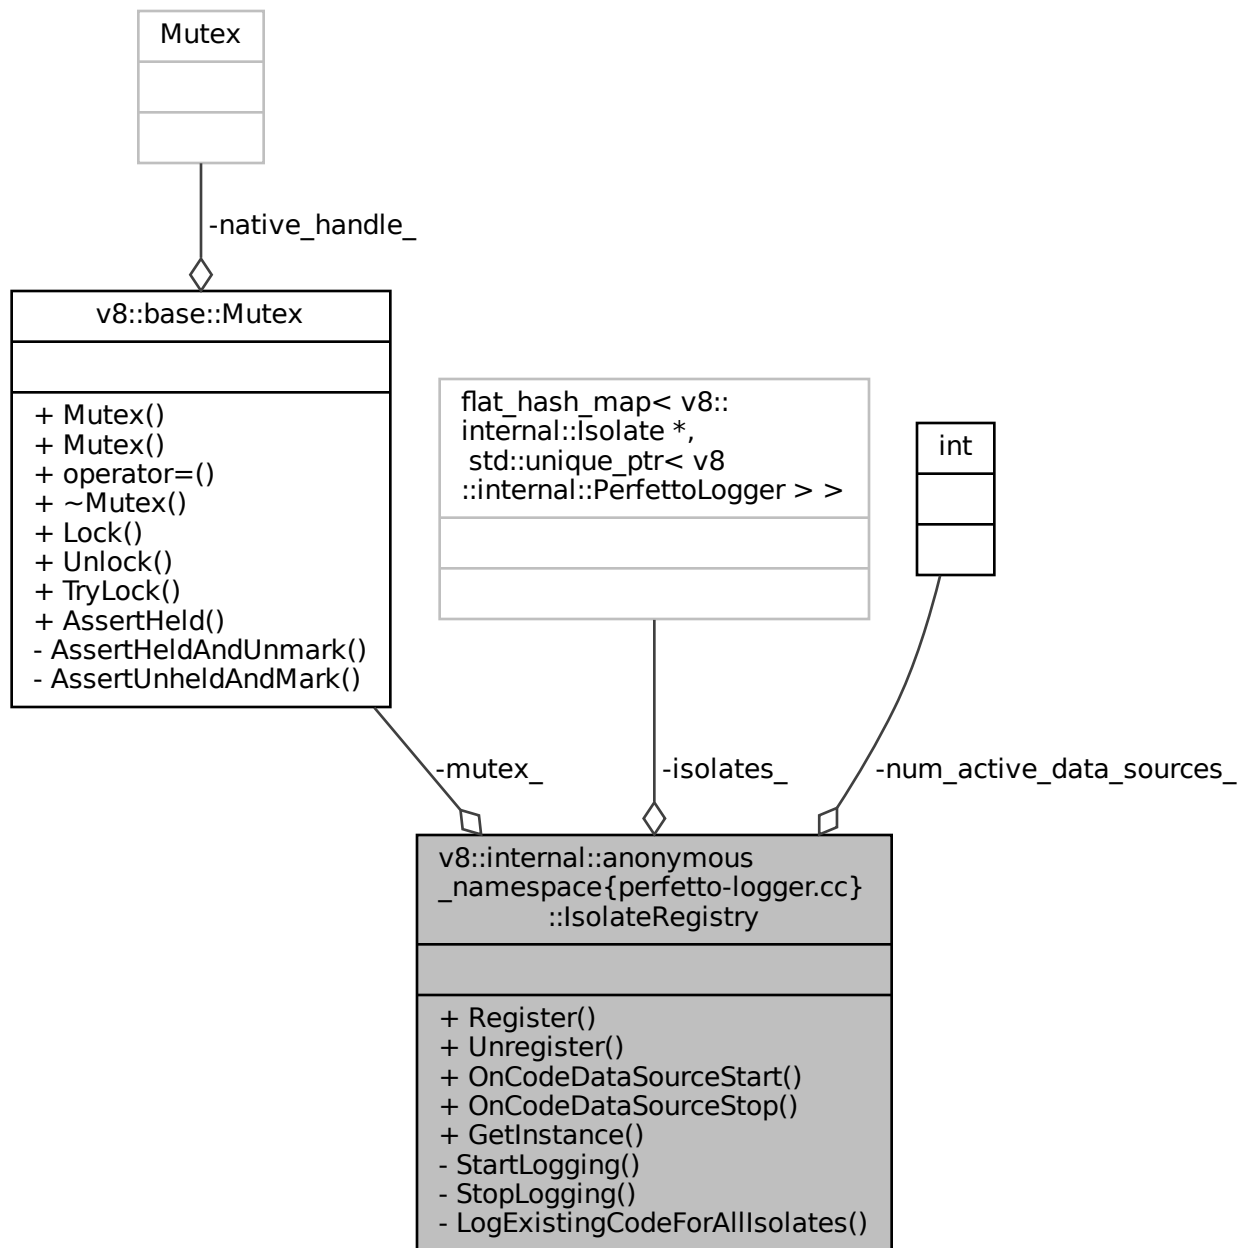 Mutex
-native_handle_
v8::base::Mutex
+ Mutex()
+ Mutex()
+ operator=()
+ ~Mutex()
+ Lock()
+ Unlock()
+ TryLock()
+ AssertHeld()
- AssertHeldAndUnmark()
- AssertUnheldAndMark()
flat_hash_map< v8::
internal::Isolate *,
std::unique_ptr< v8
::internal::PerfettoLogger > >
int
-mutex_
-isolates_
-num_active_data_sources_
v8::internal::anonymous
_namespace{perfetto-logger.cc}
::IsolateRegistry
+ Register()
+ Unregister()
+ OnCodeDataSourceStart()
+ OnCodeDataSourceStop()
+ GetInstance()
- StartLogging()
- StopLogging()
- LogExistingCodeForAllIsolates()